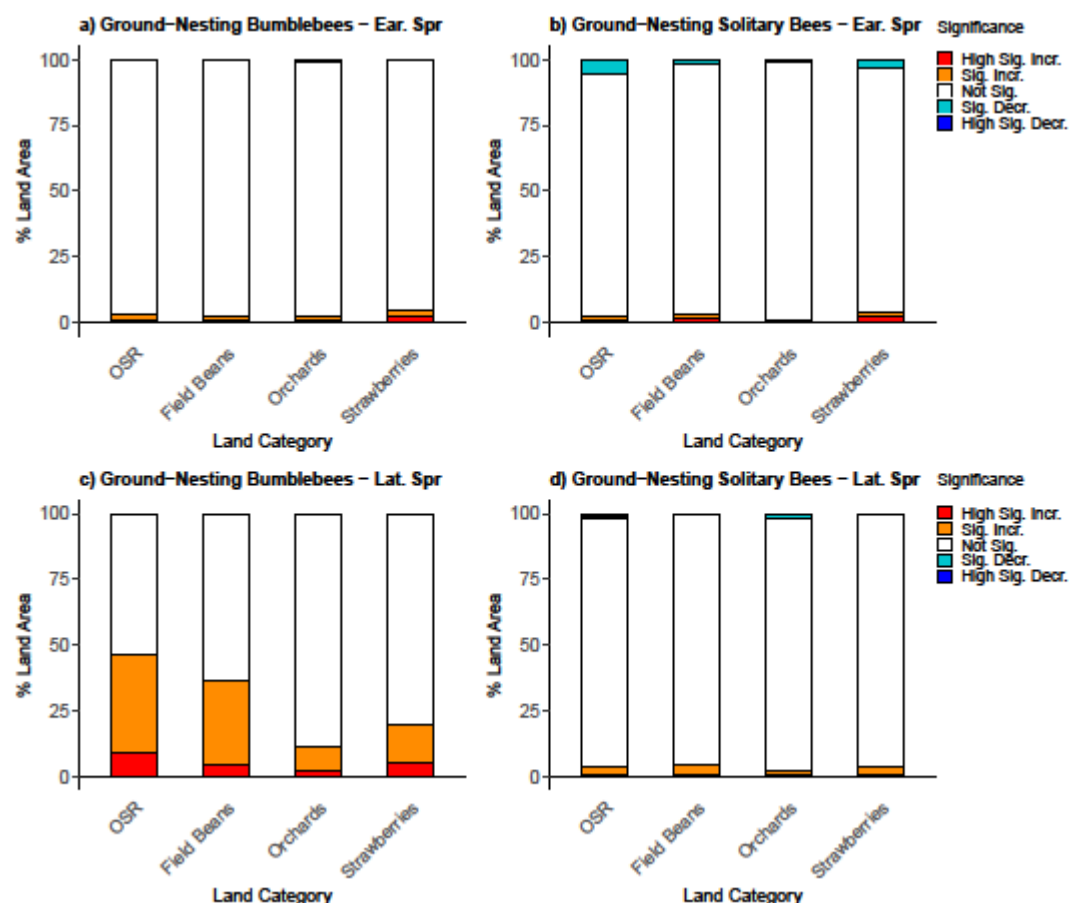 a) Ground-Nesting Bumblebees - Ear. Spr
b) Ground-Nesting Solitary Bees - Ear. Spr
Significance
High Sig. Incr.
Sig. Incr.
Not Sig.
Sig. Decr.
High Sig. Decr.
100
75
50
25
0
% Land Area
OSR
Field Beans
Orchards
Strawberries
Land Category
100
75
50
25
0
% Land Area
OSR
Field Beans
Orchards
Strawberries
Land Category
c) Ground-Nesting Bumblebees - Lat. Spr
d) Ground-Nesting Solitary Bees - Lat. Spr
Significance
High Sig. Incr.
Sig. Incr.
Not Sig.
Sig. Decr.
High Sig. Decr.
100
75
50
25
0
% Land Area
OSR
Field Beans
Orchards
Strawberries
Land Category
100
75
50
25
0
% Land Area
OSR
Field Beans
Orchards
Strawberries
Land Category